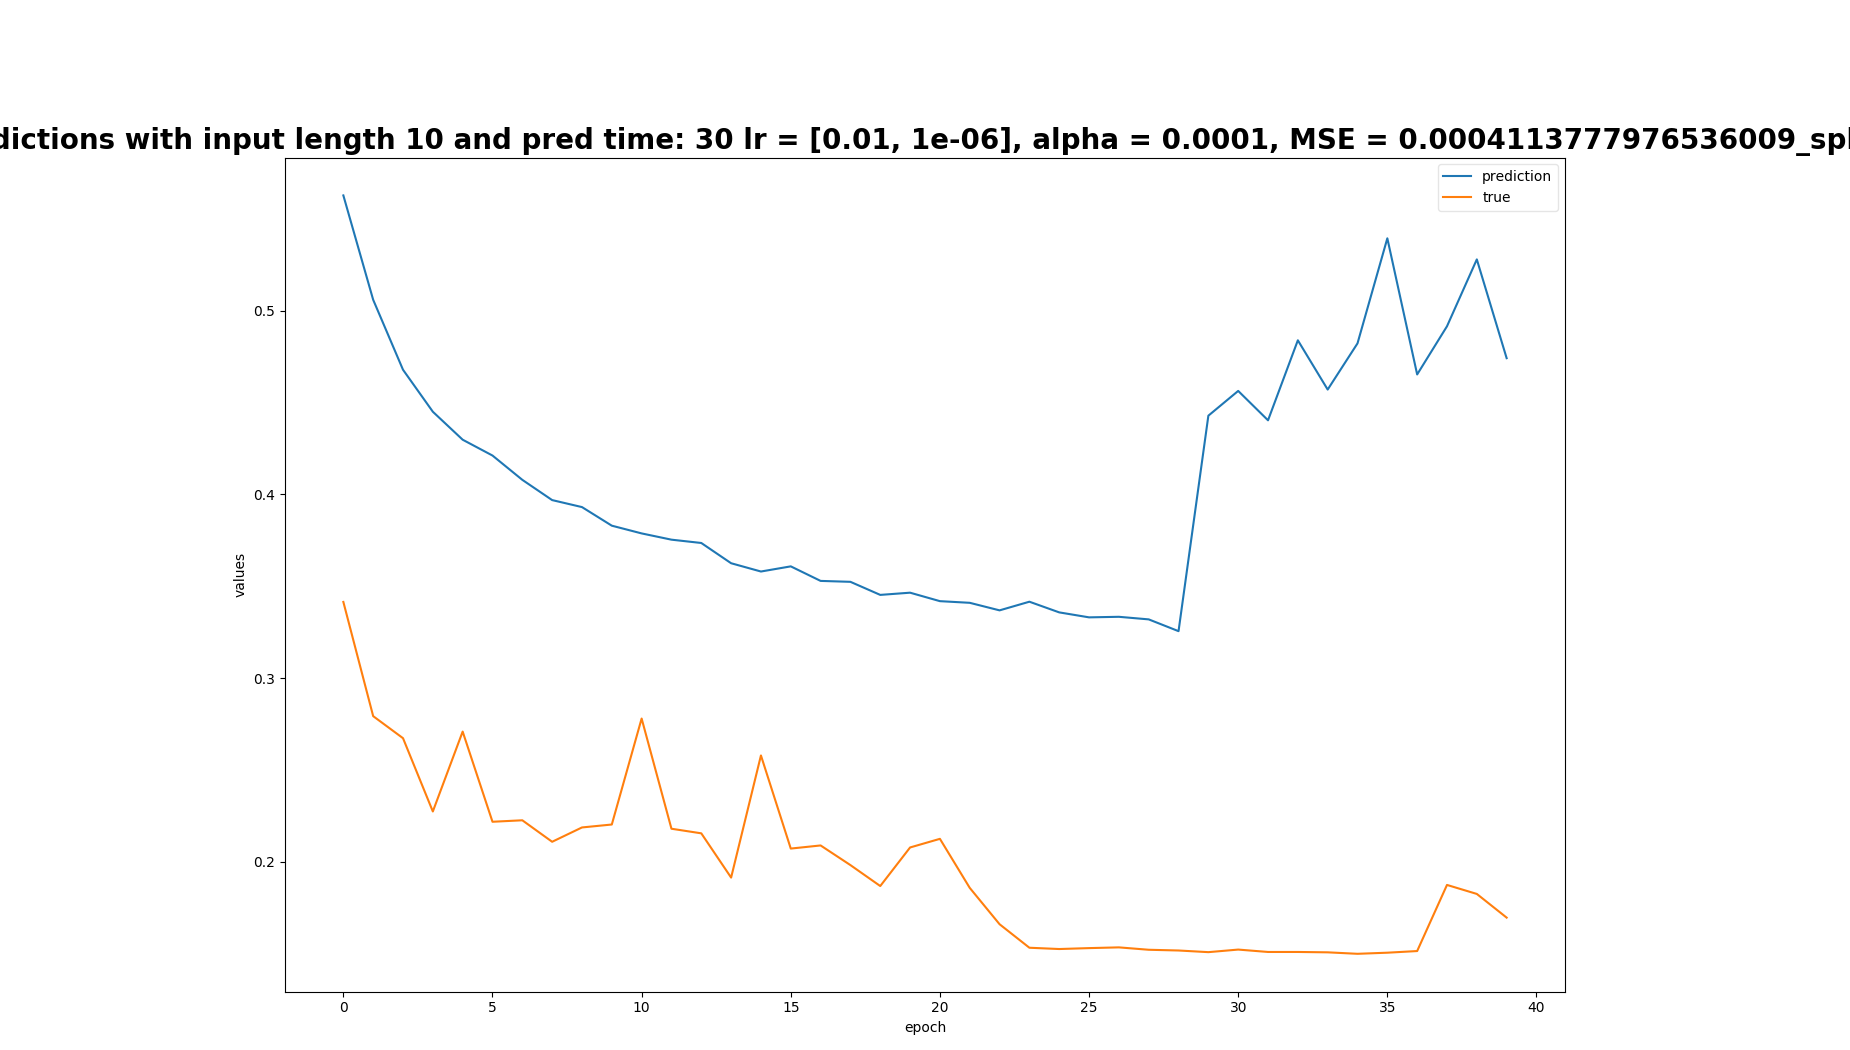 dictions with input length 10 and pred time: 30 lr = [0.01, 1e-06], alpha = 0.0001, MSE = 0.0004113777976536009_spl
prediction
true
0.5
0.4
0.3
0.2
values
0 5 10 15 20 25 30 35 40
epoch